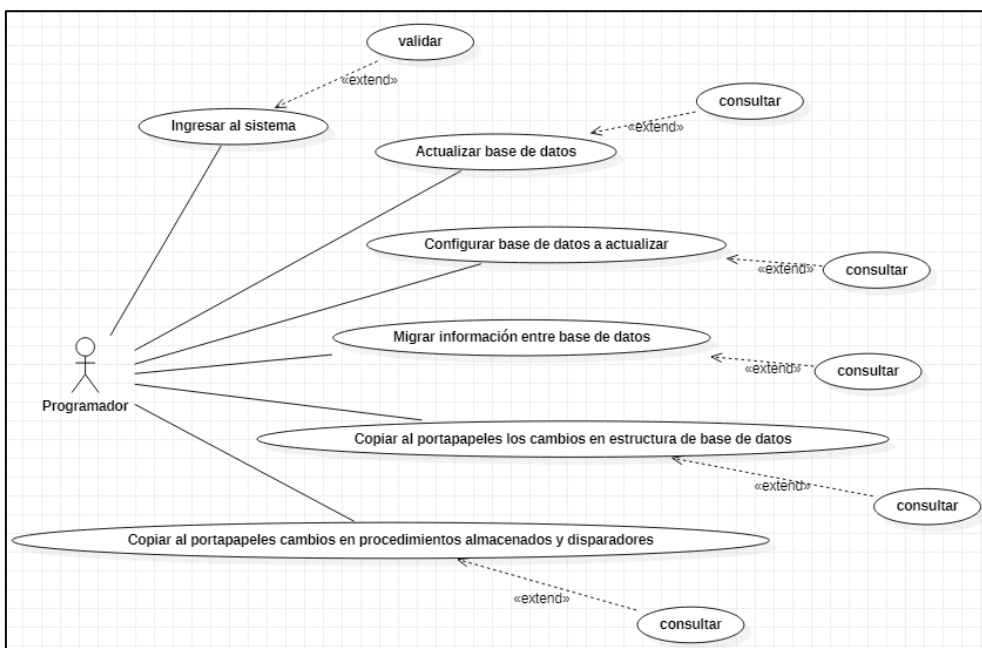 validar
«extend»
Ingresar al sistema
consultar
«extend»
Actualizar base de datos
Configurar base de datos a actualizar
«extend»
consultar
Migrar información entre base de datos
«extend»
consultar
Programador
Copiar al portapapeles los cambios en estructura de base de datos
«extend»
consultar
Copiar al portapapeles cambios en procedimientos almacenados y disparadores
«extend»
consultar